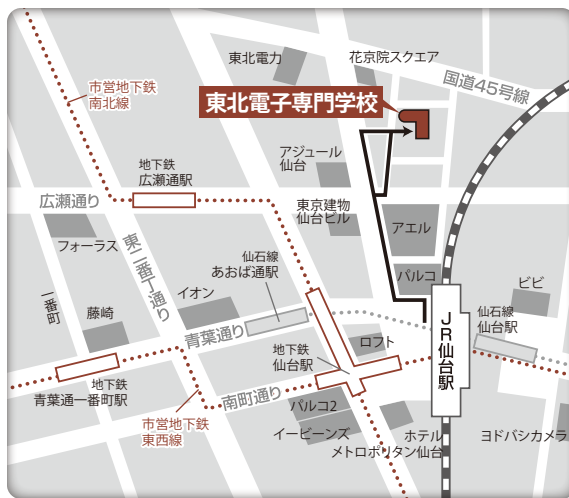 東北電力
花京院スクエア
国道45号線
市営地下鉄
南北線
東北電子専門学校
アジュール
仙台
地下鉄
広瀬通駅
広瀬通り
東京建物
仙台ビル
アエル
フォーラス
東二番丁通り
仙石線
あおば通駅
パルコ
ビビ
一番町
藤崎
イオン
青葉通り
JR仙台駅
仙石線
仙台駅
ロフト
地下鉄
仙台駅
地下鉄
青葉通一番町駅
南町通り
パルコ2
市営地下鉄
東西線
イービーンズ
ホテル
メトロポリタン仙台
ヨドバシカメラ